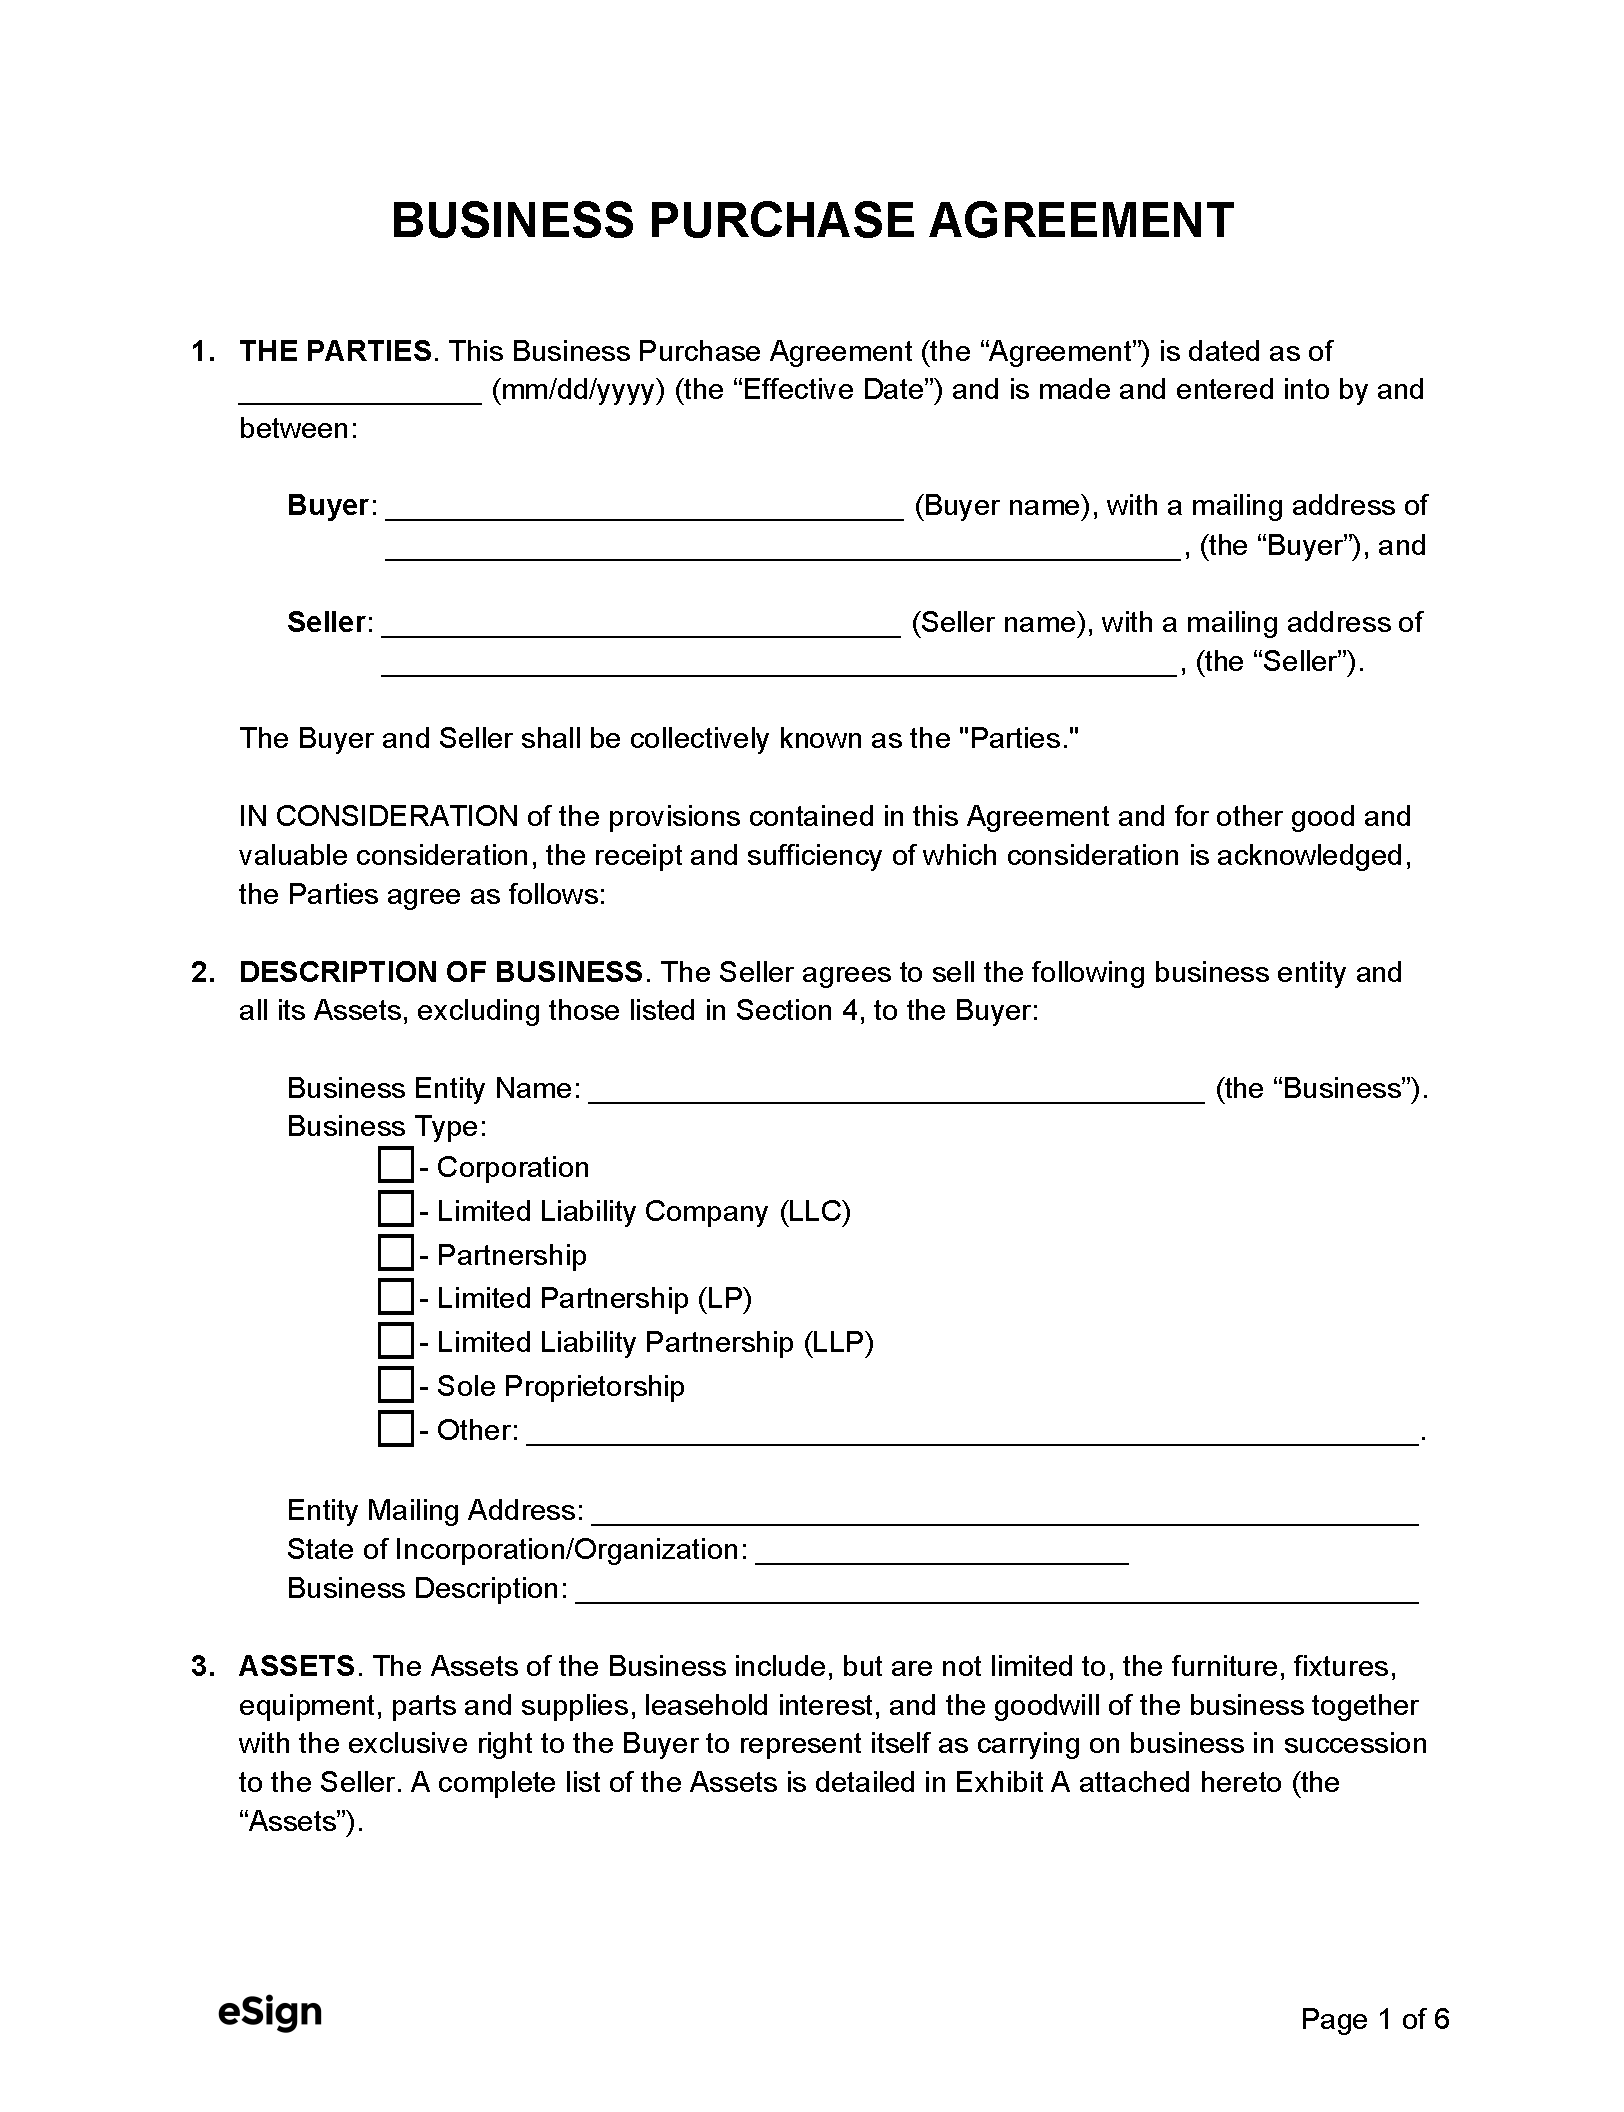 BUSINESS PURCHASE AGREEMENT
1. THE PARTIES. This Business Purchase Agreement (the “Agreement”) is dated as of
________________ (mm/dd/yyyy) (the “Effective Date”) and is made and entered into by and
between:
Buyer: __________________________________ (Buyer name), with a mailing address of
____________________________________________________, (the “Buyer”), and
Seller: __________________________________ (Seller name), with a mailing address of
____________________________________________________, (the “Seller”).
The Buyer and Seller shall be collectively known as the "Parties."
IN CONSIDERATION of the provisions contained in this Agreement and for other good and
valuable consideration, the receipt and sufficiency of which consideration is acknowledged,
the Parties agree as follows:
2. DESCRIPTION OF BUSINESS. The Seller agrees to sell the following business entity and
all its Assets, excluding those listed in Section 4, to the Buyer:
Business Entity Name: ________________________________________ (the “Business”).
Business Type:
☐ - Corporation
☐ - Limited Liability Company (LLC)
☐ - Partnership
☐ - Limited Partnership (LP)
☐ - Limited Liability Partnership (LLP)
☐ - Sole Proprietorship
☐ - Other: __________________________________________________________.
Entity Mailing Address: ______________________________________________________
State of Incorporation/Organization: ________________________
Business Description: _______________________________________________________
3. ASSETS. The Assets of the Business include, but are not limited to, the furniture, fixtures,
equipment, parts and supplies, leasehold interest, and the goodwill of the business together
with the exclusive right to the Buyer to represent itself as carrying on business in succession
to the Seller. A complete list of the Assets is detailed in Exhibit A attached hereto (the
“Assets”).
eSign
Page 1 of 6